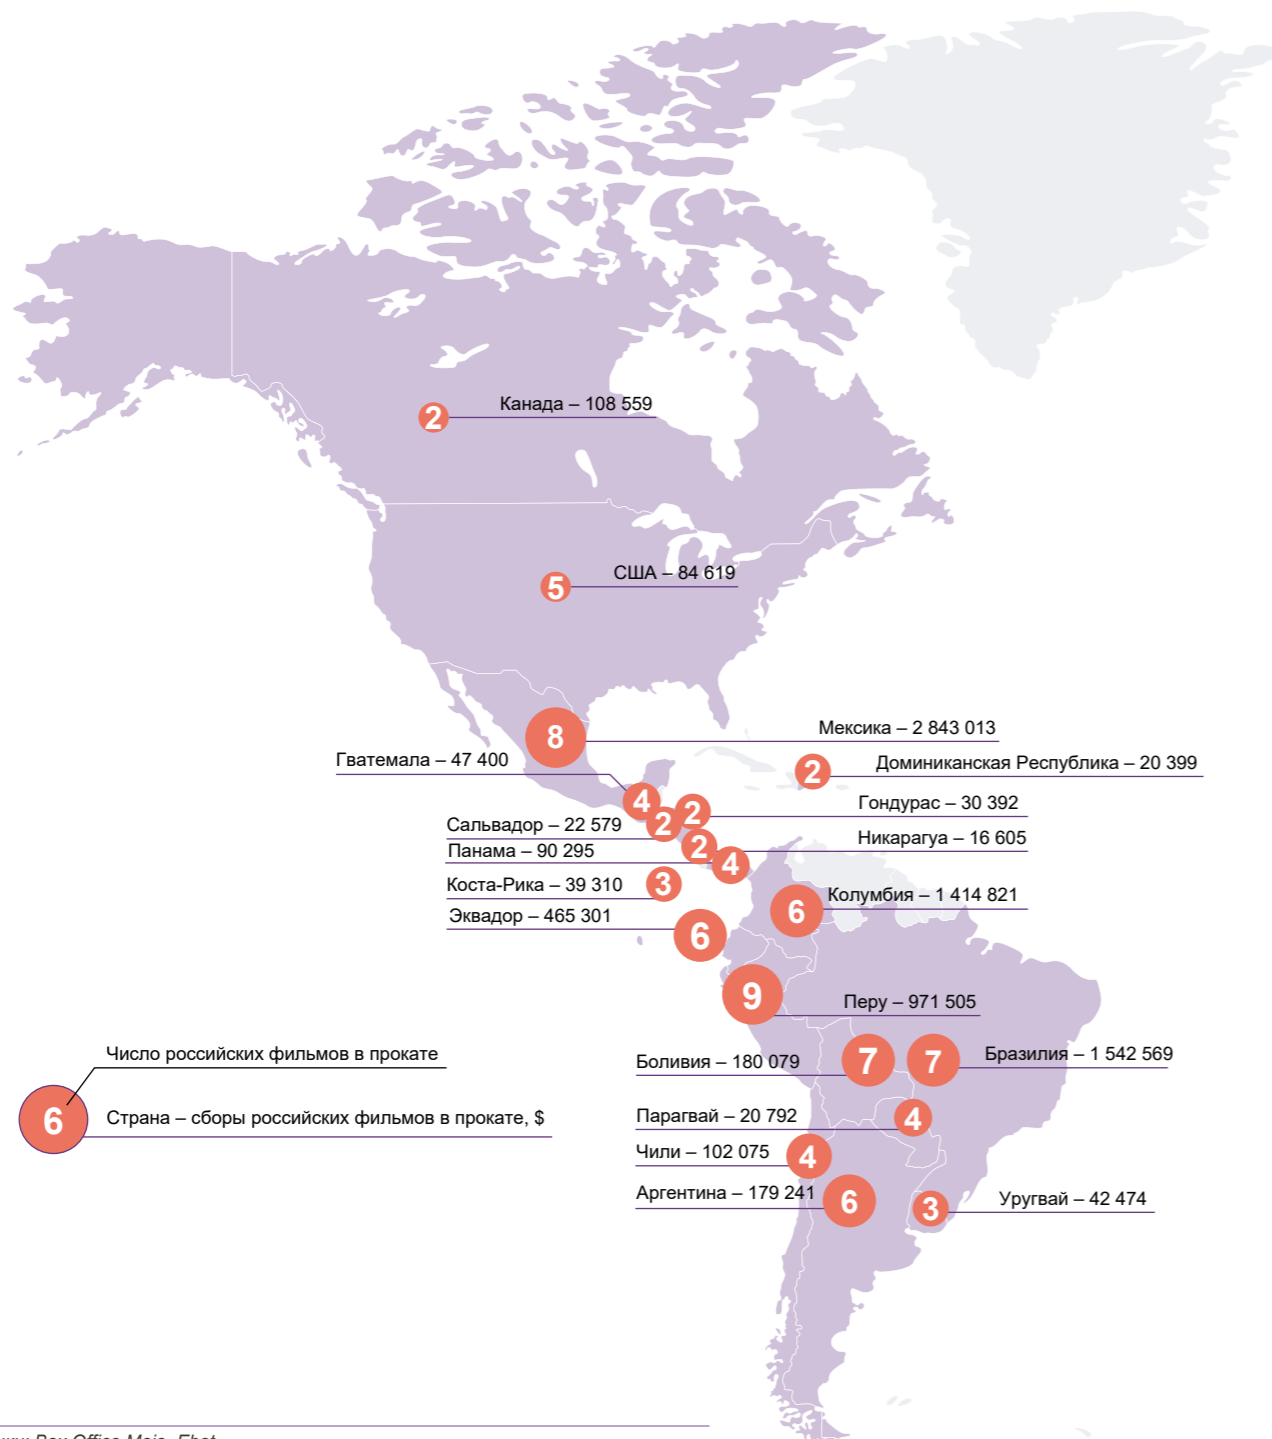 2
Канада – 108 559
5
США – 84 619
8
Мексика – 2 843 013
Гватемала – 47 400
2
Доминиканская Республика – 20 399
4
2
Гондурас – 30 392
Сальвадор – 22 579
2
Никарагуа – 16 605
Панама – 90 295
2
4
Коста-Рика – 39 310
3
Колумбия – 1 414 821
6
Эквадор – 465 301
6
9
Перу – 971 505
Число российских фильмов в прокате
6
Страна – сборы российских фильмов в прокате, $
Боливия – 180 079
7
7
Бразилия – 1 542 569
Парагвай – 20 792
4
Чили – 102 075
4
Аргентина – 179 241
6
3
Уругвай – 42 474
Box Office Mojo